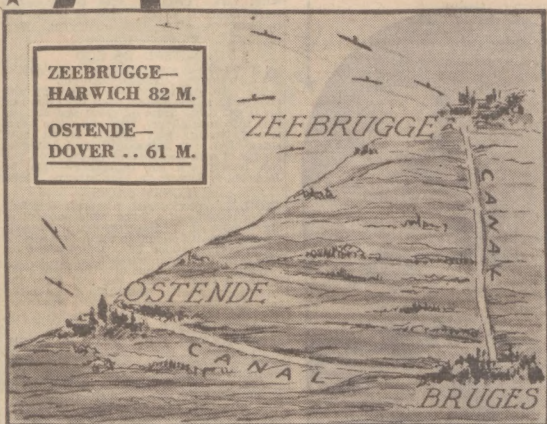 ZEEBRUGGE—
HARWICH 82 M.
OSTENDE—
DOVER .. 61 M.
ZEEBRUGGE
CANAL
OSTENDE
CANAL
BRUGES